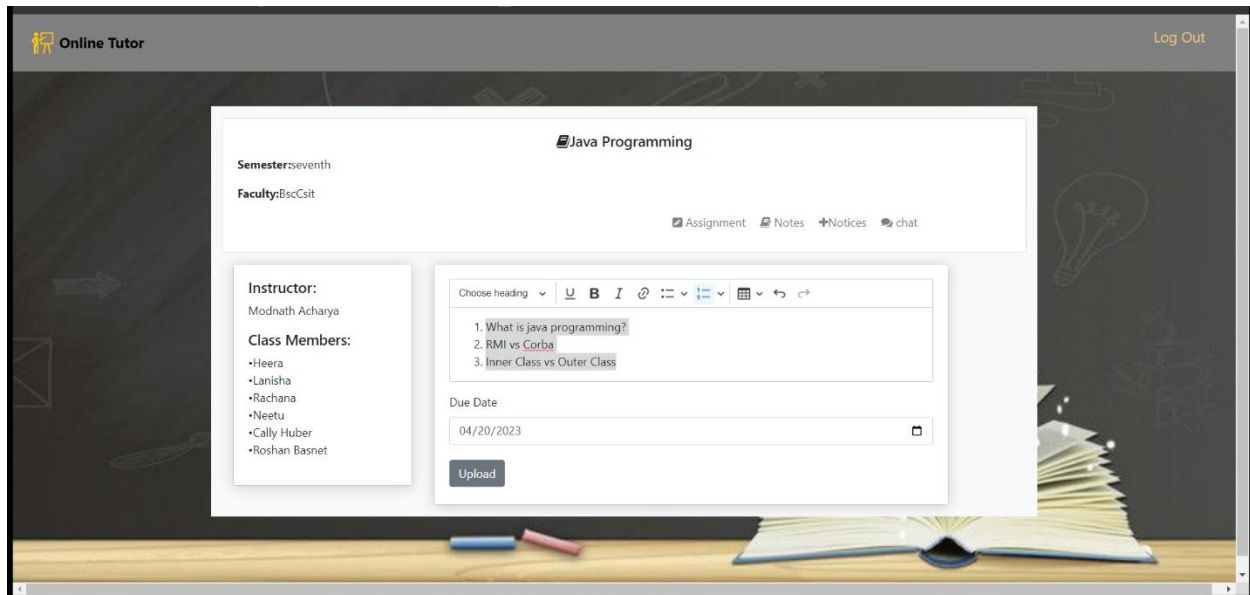 Online Tutor
Log Out
Java Programming
Semester:seventh
Faculty:BscCsit
Assignment Notes +Notices chat
Instructor:
Modnath Acharya
Class Members:
•Heera
•Lanisha
•Rachana
•Neetu
•Cally Huber
•Roshan Basnet
Choose heading U B I
1. What is java programming?
2. RMI vs Corba
3. Inner Class vs Outer Class
Due Date
04/20/2023
Upload